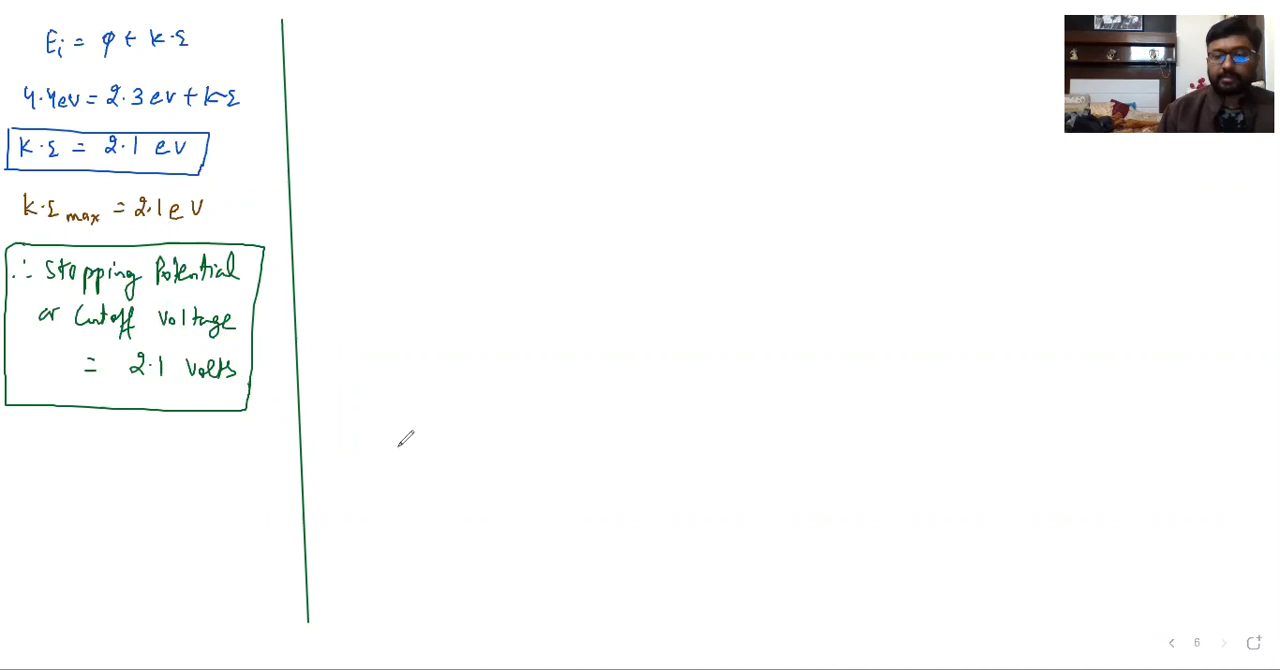 Ei = φ + K·Ɛ
4.4ev = 2.3 ev + K·Ɛ
K·Ɛ = 2.1 ev
K·Ɛ max = 2.1 e V
∴ Stopping Potential
or Cutoff voltage
= 2.1 volts
6